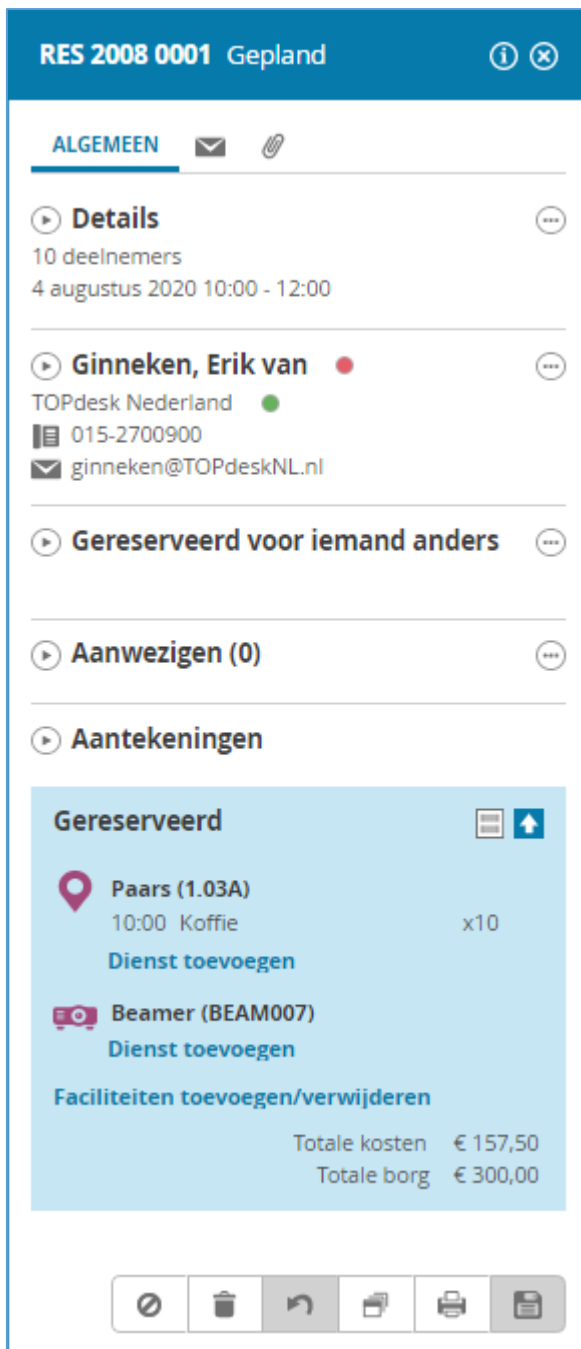 RES 2008 0001 Gepland
ALGEMEEN
Details
10 deelnemers
4 augustus 2020 10:00 - 12:00
Ginneken, Erik van
TOPdesk Nederland
015-2700900
ginneken@TOPdeskNL.nl
Gereserveerd voor iemand anders
Aanwezigen (0)
Aantekeningen
Gereserveerd
Paars (1.03A)
10:00 Koffie x10
Dienst toevoegen
Beamer (BEAM007)
Dienst toevoegen
Faciliteiten toevoegen/verwijderen
Totale kosten € 157,50
Totale borg € 300,00